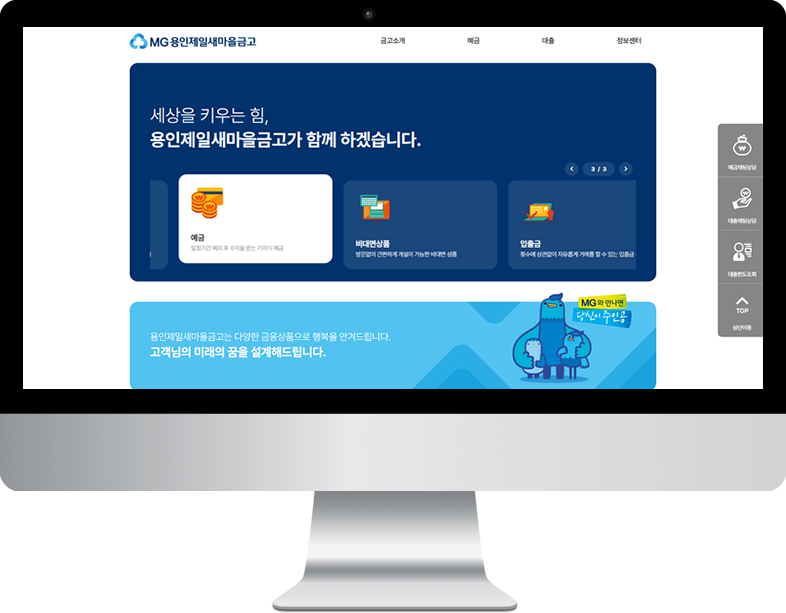 MG용인제일새마을금고
금고소개
예금
대출
정보센터
세상을 키우는 힘,
용인제일새마을금고가 함께 하겠습니다.
3 / 3
예금
일정기간 예치 후 수익을 받는 거치식 예금
비대면상품
방문없이 간편하게 개설이 가능한 비대면 상품
입출금
횟수에 상관없이 자유롭게 거래를 할 수 있는 입출금
용인제일새마을금고는 다양한 금융상품으로 행복을 안겨드립니다.
고객님의 미래의 꿈을 설계해드립니다.
MG와 만나면
당신이 주인공
예금채팅상담
대출채팅상담
대출한도조회
TOP
상단이동